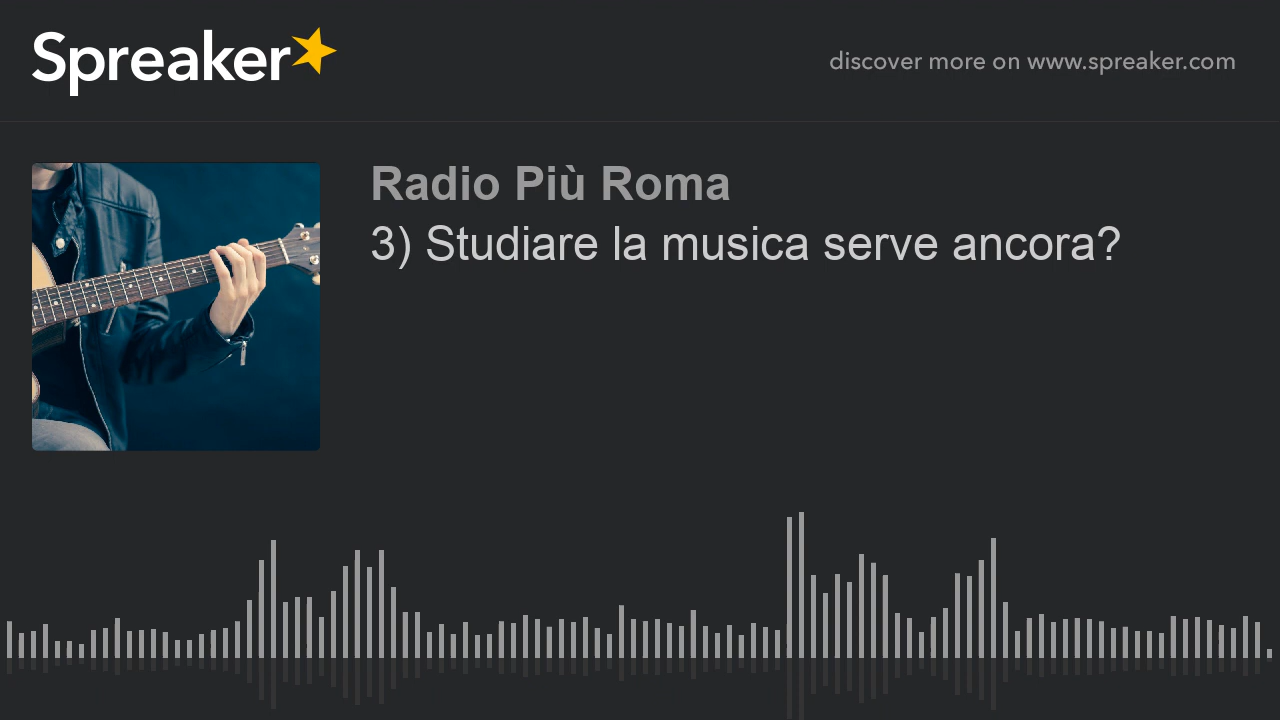 Spreaker
discover more on www.spreaker.com
Radio Più Roma
3) Studiare la musica serve ancora?